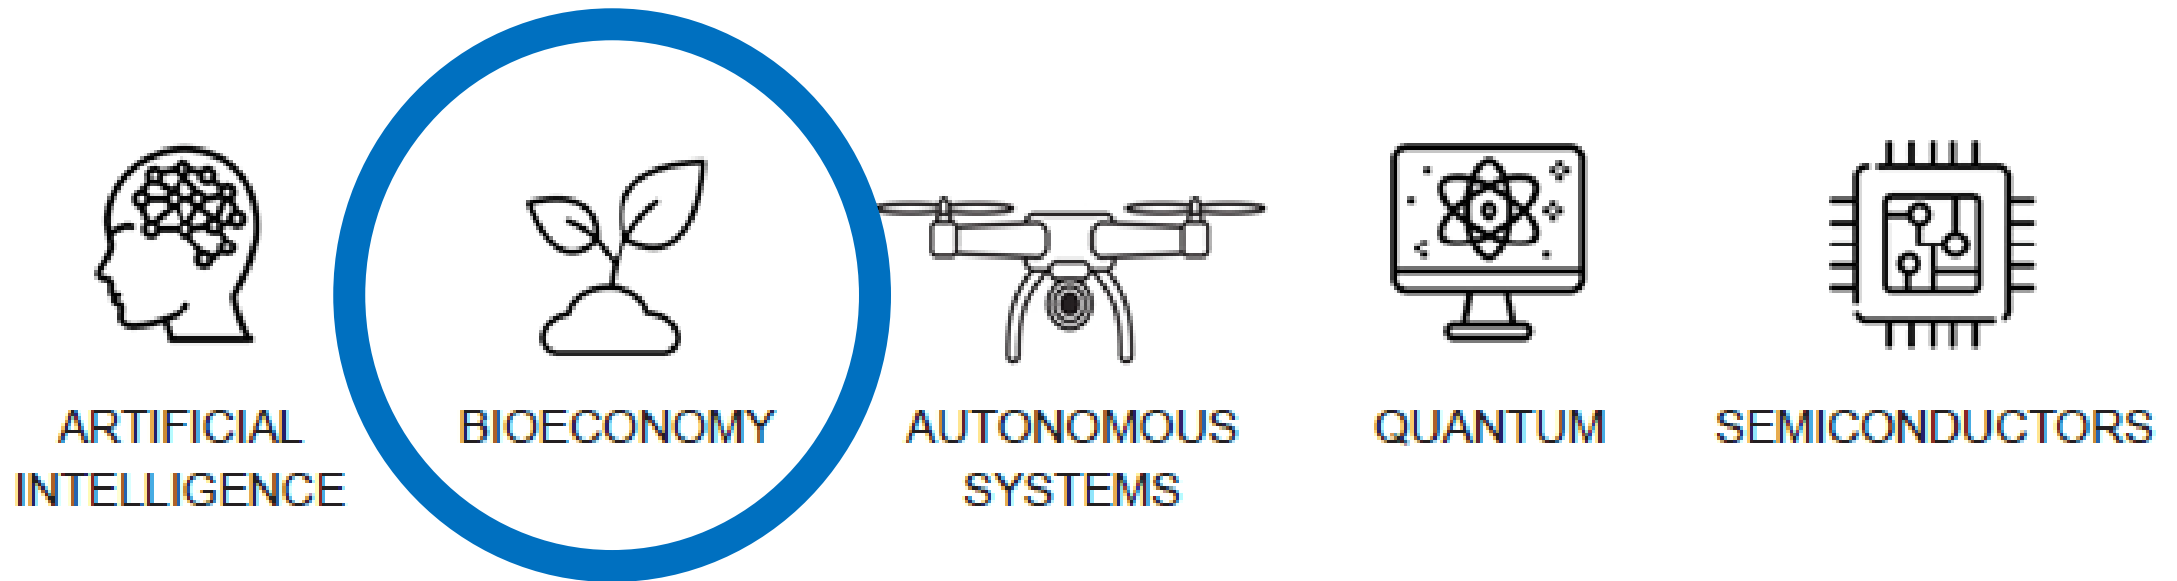 ARTIFICIAL
INTELLIGENCE
BIOECONOMY
AUTONOMOUS
SYSTEMS
QUANTUM
SEMICONDUCTORS